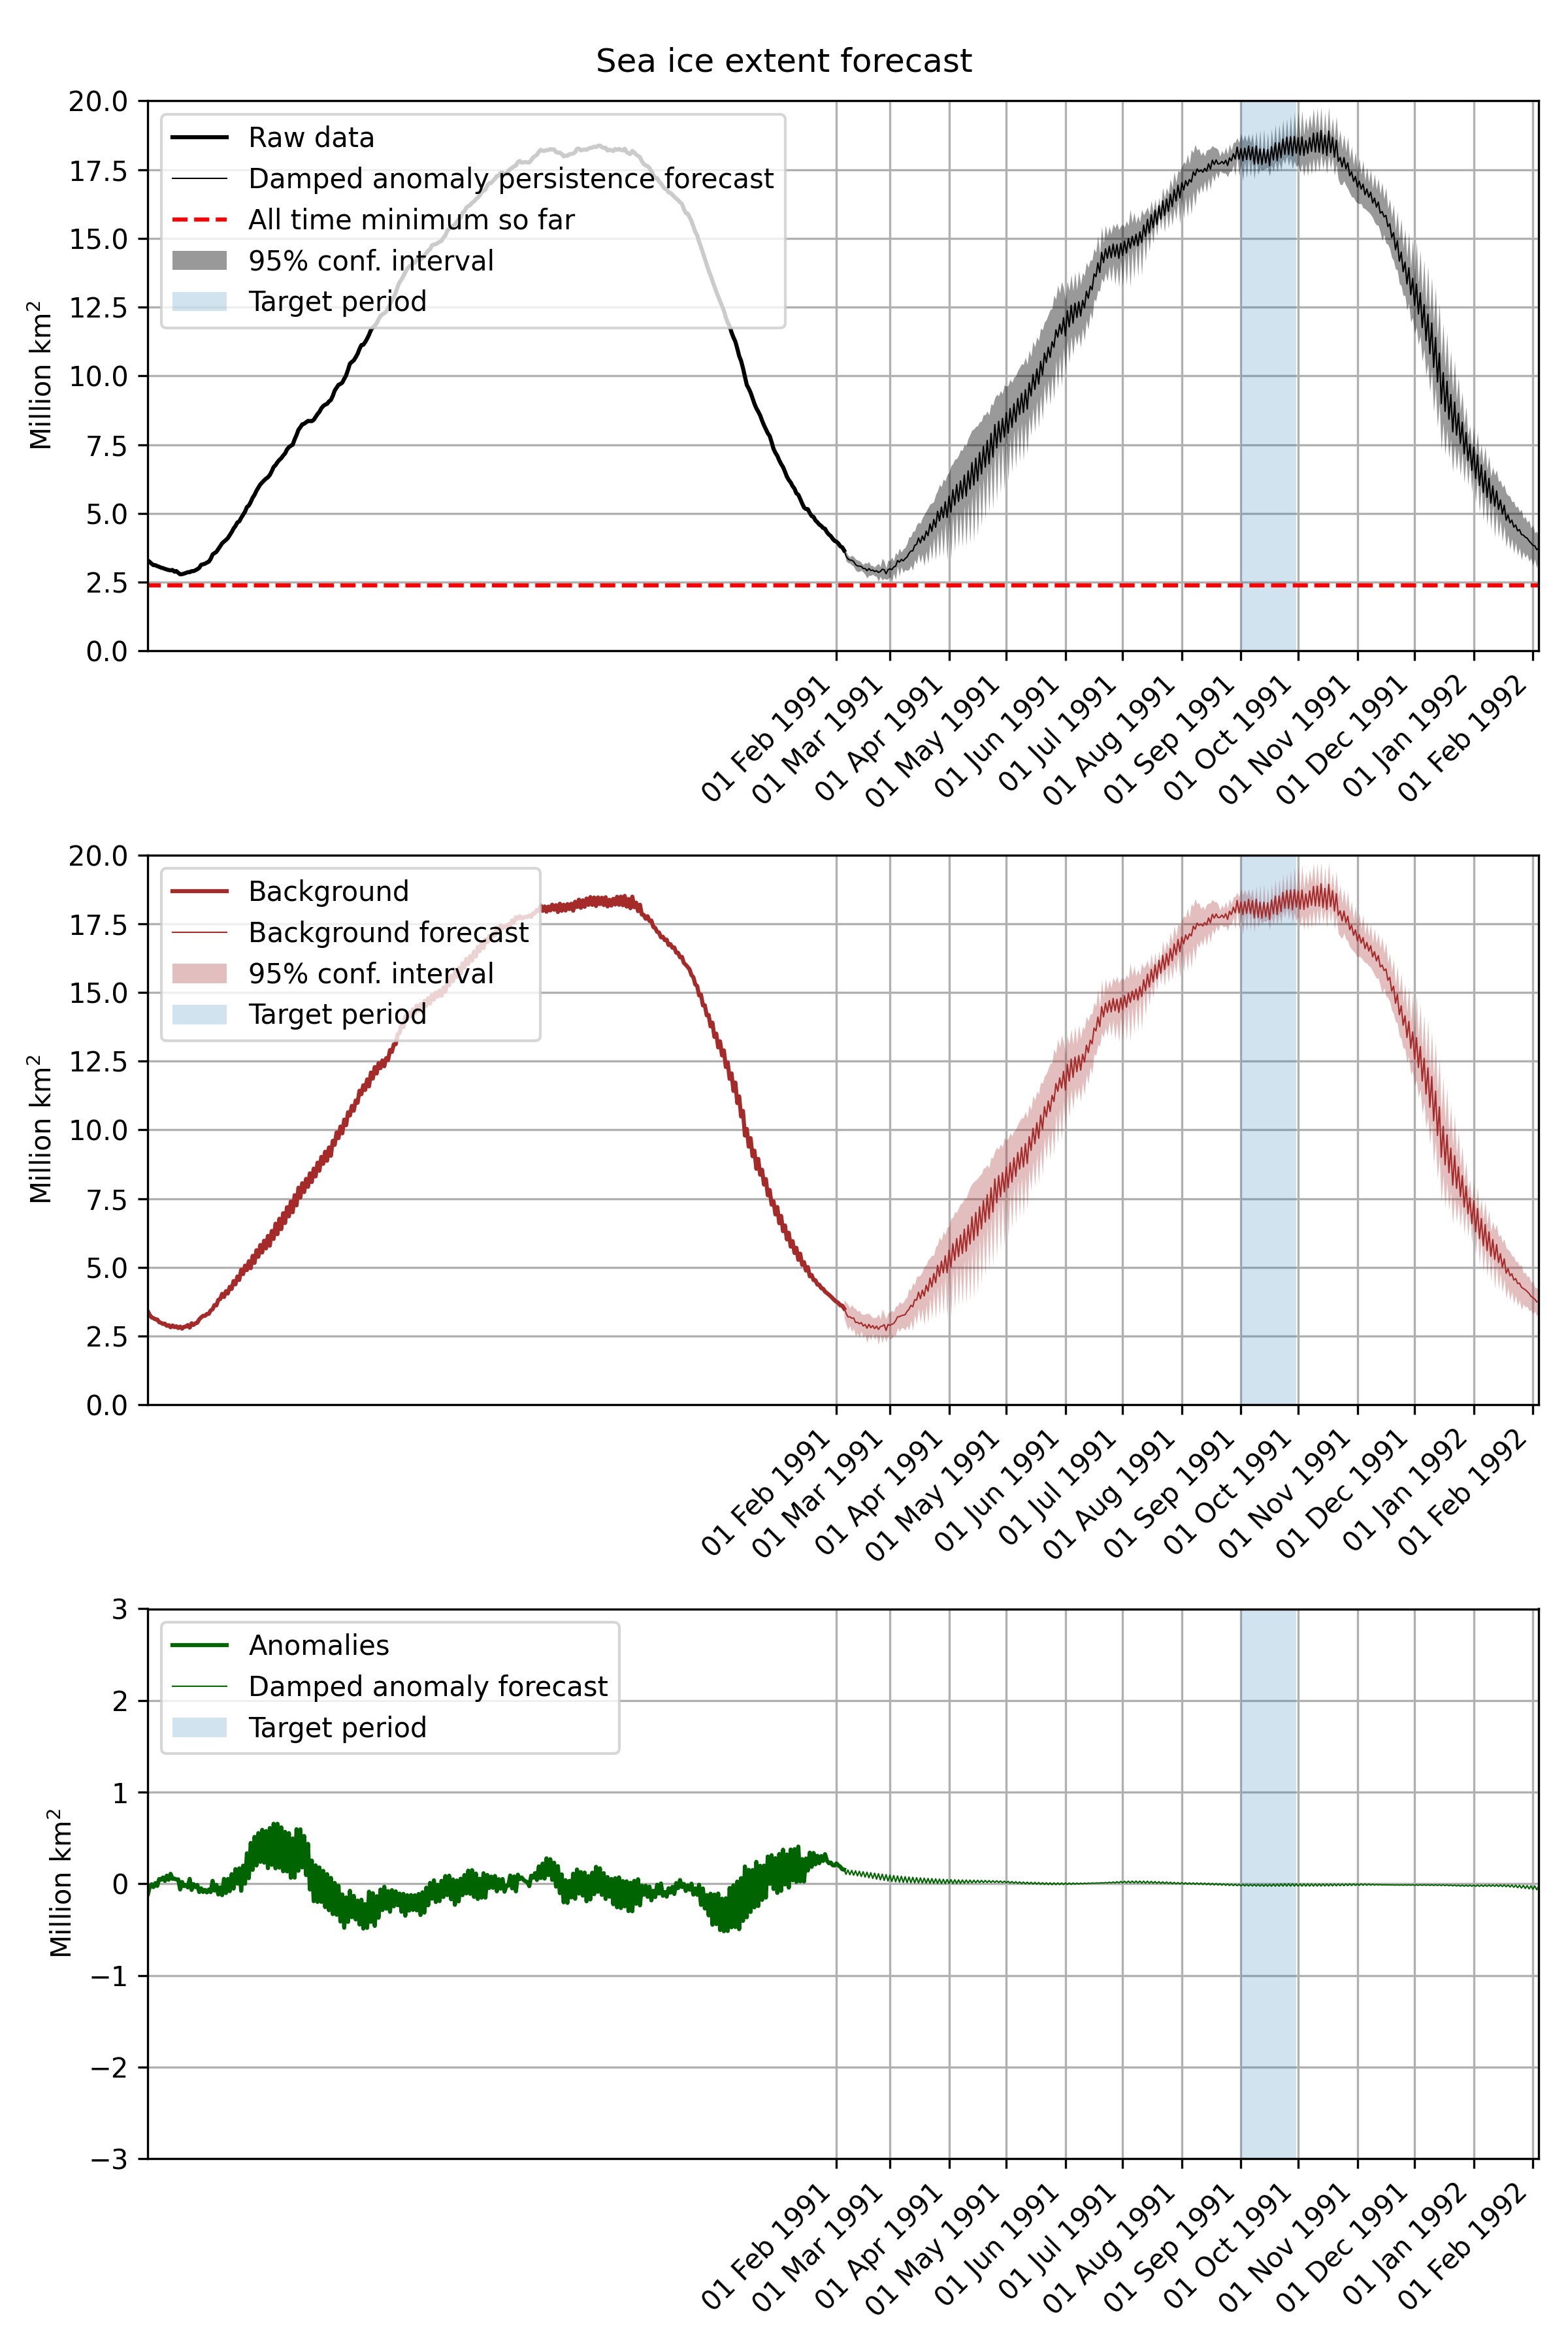 Sea ice extent forecast
20.0
17.5
15.0
12.5
10.0
7.5
5.0
2.5
0.0
Million km²
Raw data
Damped anomaly persistence forecast
All time minimum so far
95% conf. interval
Target period
01 Feb 1991
01 Mar 1991
01 Apr 1991
01 May 1991
01 Jun 1991
01 Jul 1991
01 Aug 1991
01 Sep 1991
01 Oct 1991
01 Nov 1991
01 Dec 1991
01 Jan 1992
01 Feb 1992
20.0
17.5
15.0
12.5
10.0
7.5
5.0
2.5
0.0
Million km²
Background
Background forecast
95% conf. interval
Target period
01 Feb 1991
01 Mar 1991
01 Apr 1991
01 May 1991
01 Jun 1991
01 Jul 1991
01 Aug 1991
01 Sep 1991
01 Oct 1991
01 Nov 1991
01 Dec 1991
01 Jan 1992
01 Feb 1992
3
2
1
0
−1
−2
−3
Million km²
Anomalies
Damped anomaly forecast
Target period
01 Feb 1991
01 Mar 1991
01 Apr 1991
01 May 1991
01 Jun 1991
01 Jul 1991
01 Aug 1991
01 Sep 1991
01 Oct 1991
01 Nov 1991
01 Dec 1991
01 Jan 1992
01 Feb 1992